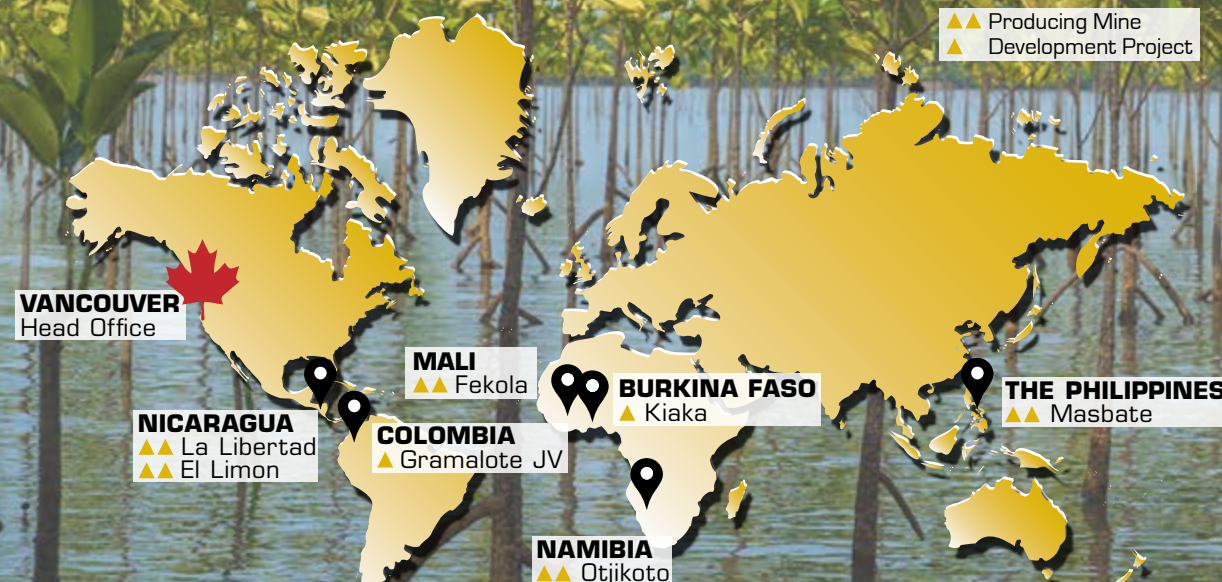 ▲▲ Producing Mine
▲ Development Project
VANCOUVER
Head Office
MALI
▲▲ Fekola
BURKINA FASO
▲ Kiaka
THE PHILIPPINES
▲▲ Masbate
NICARAGUA
▲▲ La Libertad
▲▲ El Limon
COLOMBIA
▲ Gramalote JV
NAMIBIA
▲▲ Otjikoto